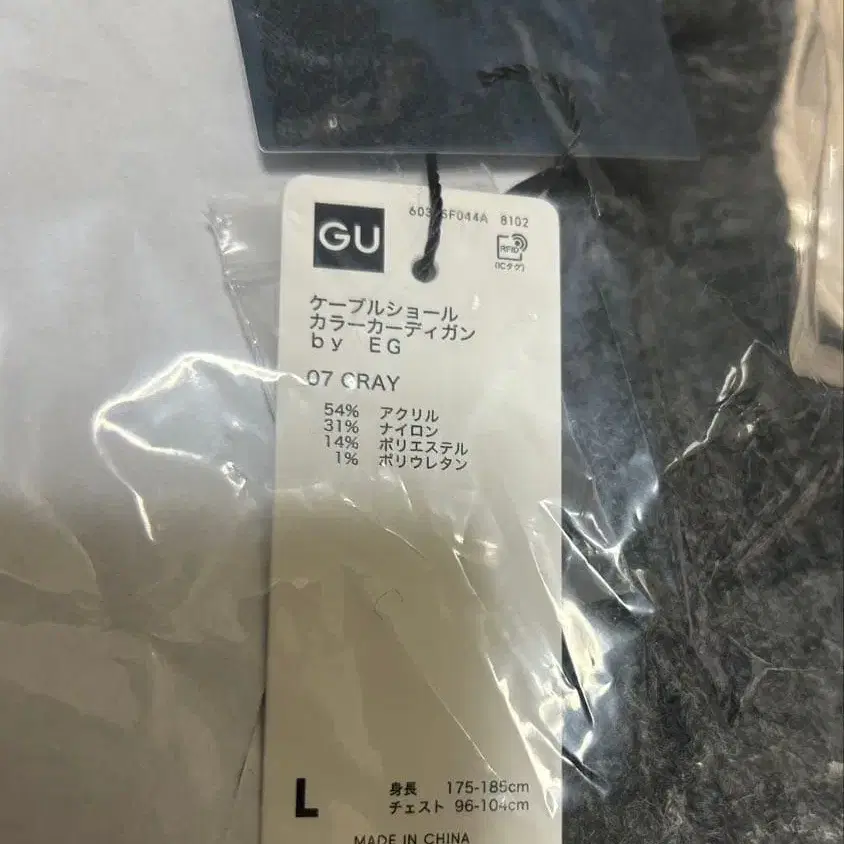 8102
GU
RFID
(ICタグ)
ケーブルショール
カラーカーディガン
by EG
07 GRAY
54% アクリル
31% ナイロン
14% ポリエステル
1% ポリウレタン
L
身長 175-185cm
チェスト 96-104cm
MADE IN CHINA